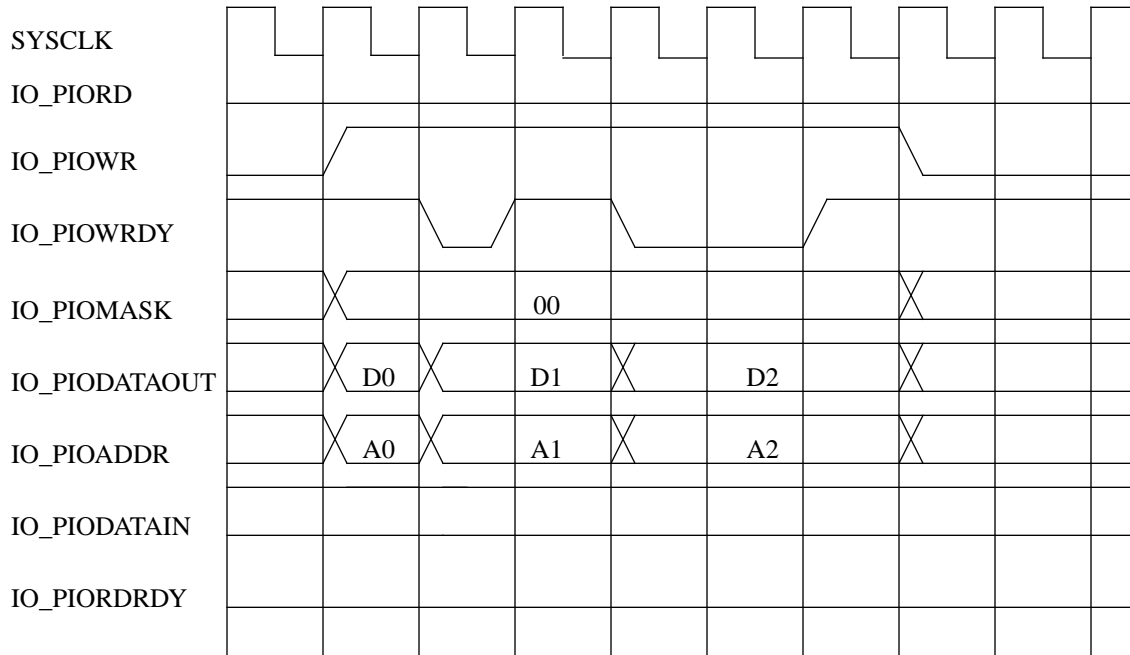 SYSCLK
IO_PIORD
IO_PIOWR
IO_PIOWRDY
IO_PIOMASK 00
IO_PIODATAOUT D0 D1 D2
IO_PIOADDR A0 A1 A2
IO_PIODATAIN
IO_PIORDRDY